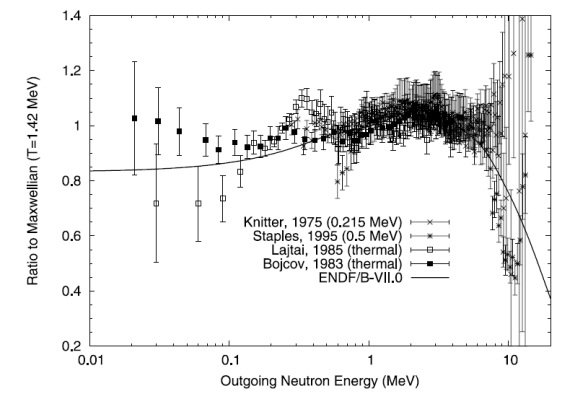 1.4
1.2
1
0.8
0.6
0.4
0.2
Ratio to Maxwellian (T=1.42 MeV)
Knitter, 1975 (0.215 MeV)
Staples, 1995 (0.5 MeV)
Lajtai, 1985 (thermal)
Bojcov, 1983 (thermal)
ENDF/B-VII.0
0.01 0.1 1 10
Outgoing Neutron Energy (MeV)